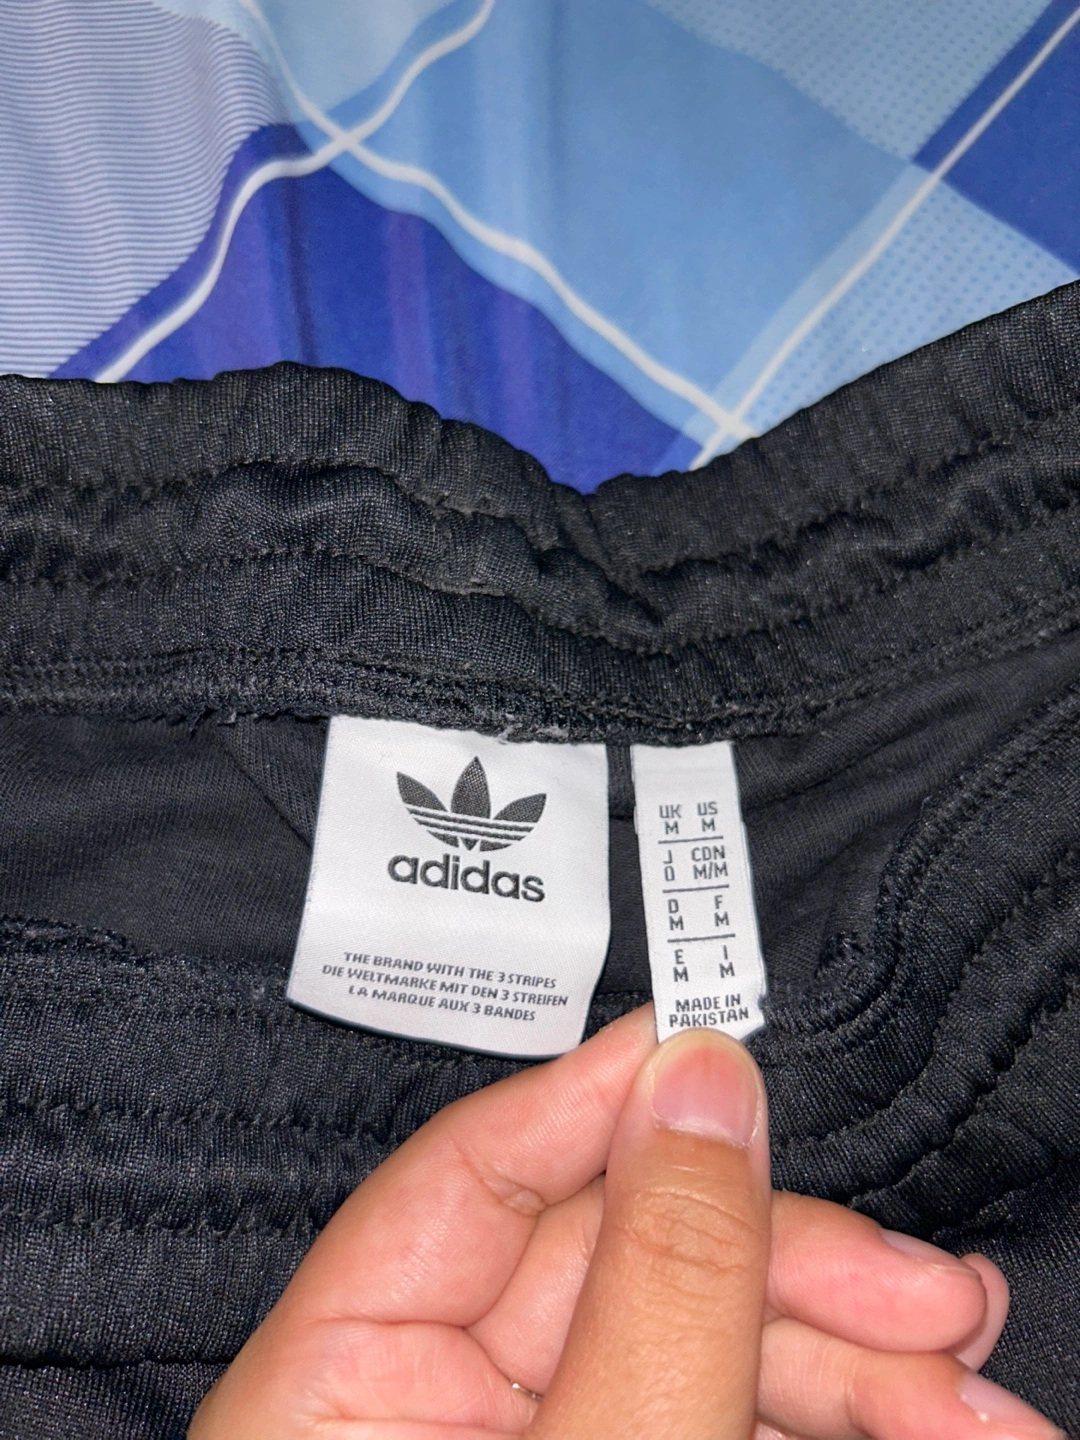 adidas
THE BRAND WITH THE 3 STRIPES
DIE WELTMARKE MIT DEN 3 STREIFEN
LA MARQUE AUX 3 BANDES
UK US
M M
J CDN
O M/M
D F
M M
E I
M M
MADE IN
PAKISTAN